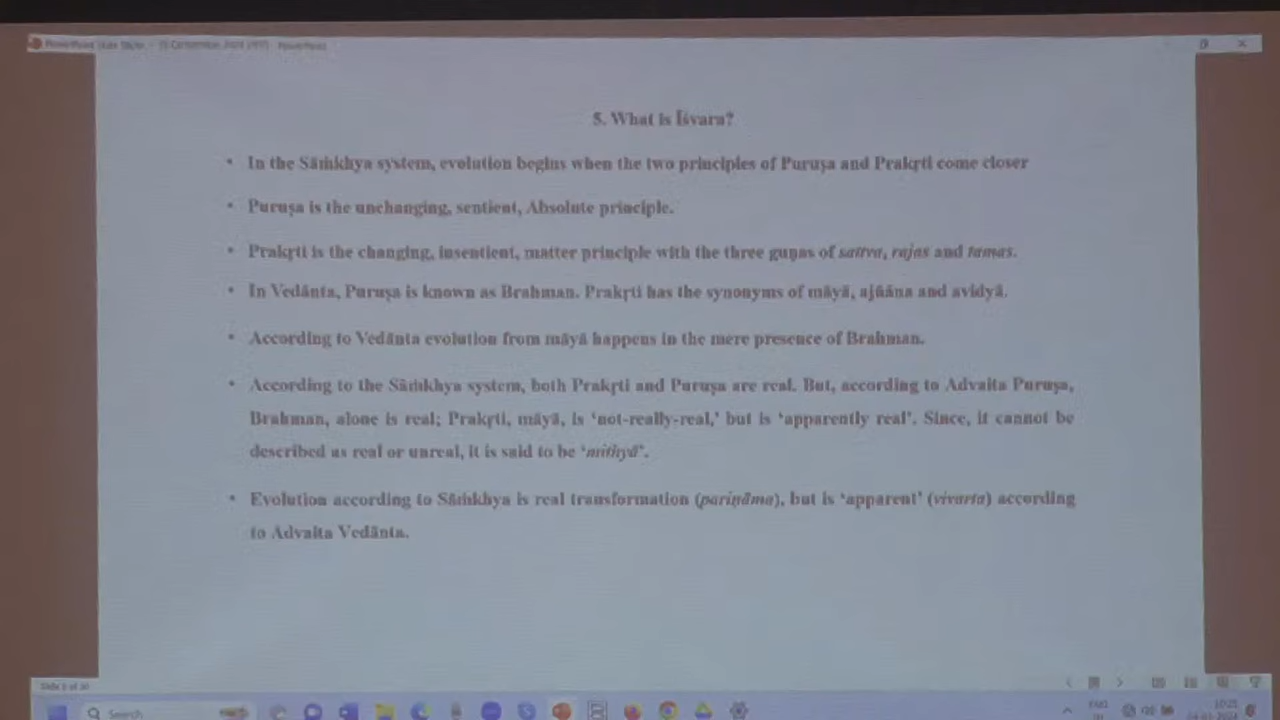 5. What is Īśvara?
• In the Sāṁkhya system, evolution begins when the two principles of Puruṣa and Prakṛti come closer
• Puruṣa is the unchanging, sentient, Absolute principle.
• Prakṛti is the changing, insentient, matter principle with the three guṇas of sattva, rajas and tamas.
• In Vedānta, Puruṣa is known as Brahman. Prakṛti has the synonyms of māyā, ajñāna and avidyā.
• According to Vedānta evolution from māyā happens in the mere presence of Brahman.
• According to the Sāṁkhya system, both Prakṛti and Puruṣa are real. But, according to Advaita Puruṣa,
Brahman, alone is real; Prakṛti, māyā, is ‘not-really-real,’ but is ‘apparently real’. Since, it cannot be
described as real or unreal, it is said to be ‘mithyā’.
• Evolution according to Sāṁkhya is real transformation (pariṇāma), but is ‘apparent’ (vivarta) according
to Advaita Vedānta.
Search